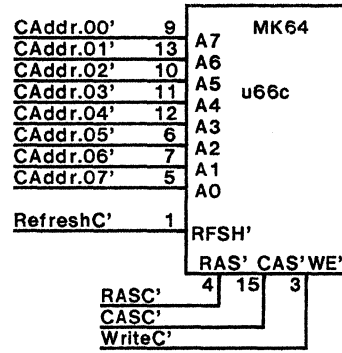 CAddr.00' 9 MK64
CAddr.01' 13 A7
CAddr.02' 10 A6
CAddr.03' 11 A5 u66c
CAddr.04' 12 A4
CAddr.05' 6 A3
CAddr.06' 7 A2
CAddr.07' 5 A1
A0
RefreshC' 1 RFSH'
RAS' CAS' WE'
4 15 3
RASC'
CASC'
WriteC'